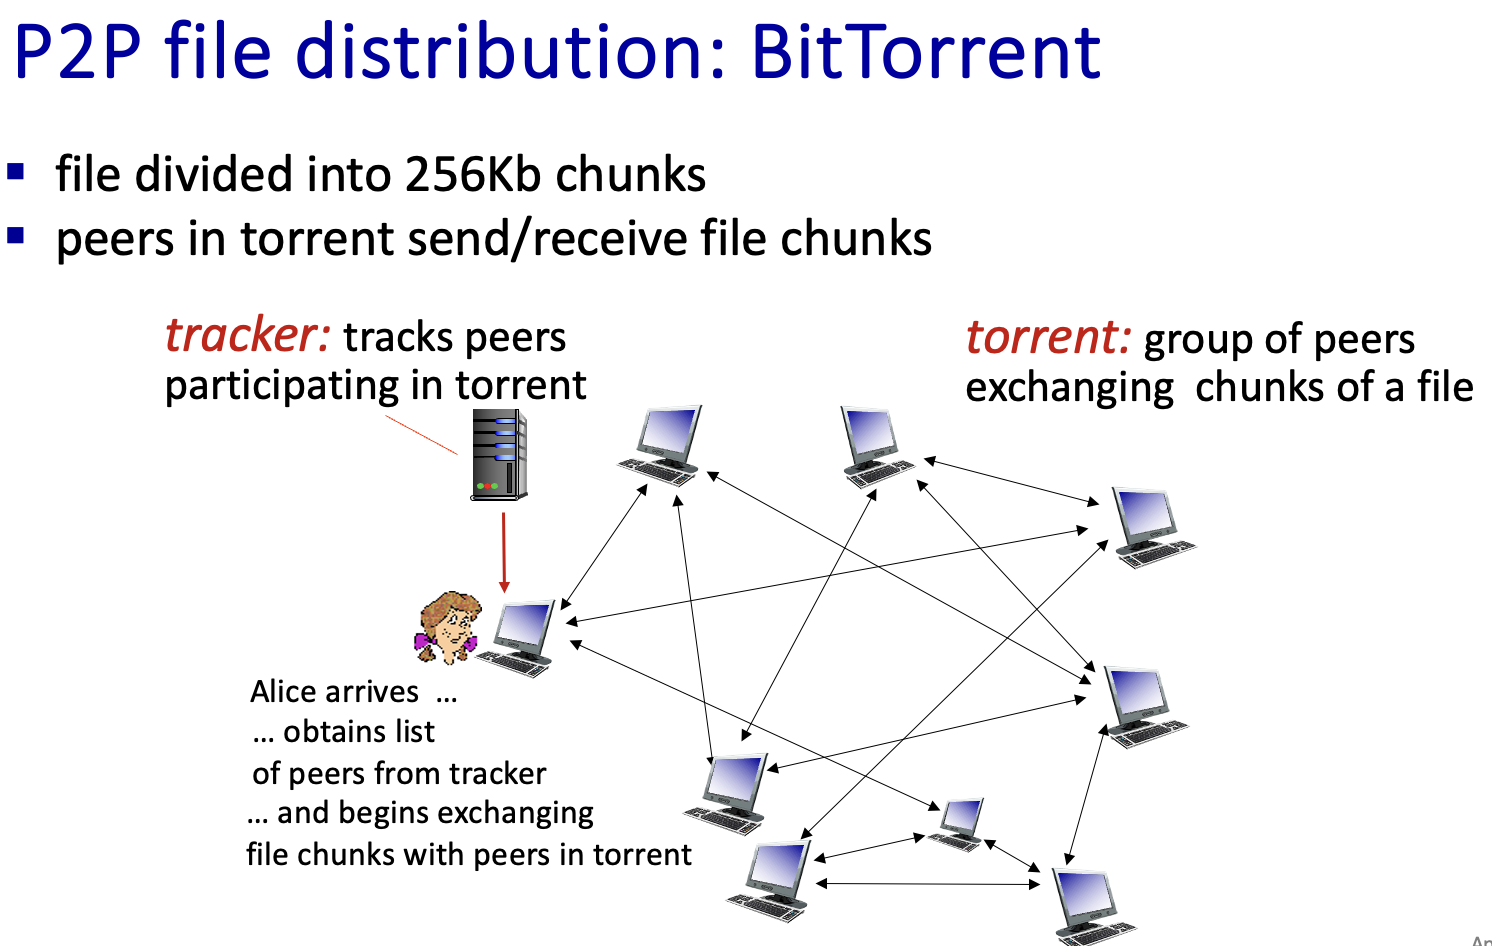 P2P file distribution: BitTorrent
▪ file divided into 256Kb chunks
▪ peers in torrent send/receive file chunks
tracker: tracks peers
participating in torrent
torrent: group of peers
exchanging chunks of a file
Alice arrives …
… obtains list
of peers from tracker
… and begins exchanging
file chunks with peers in torrent